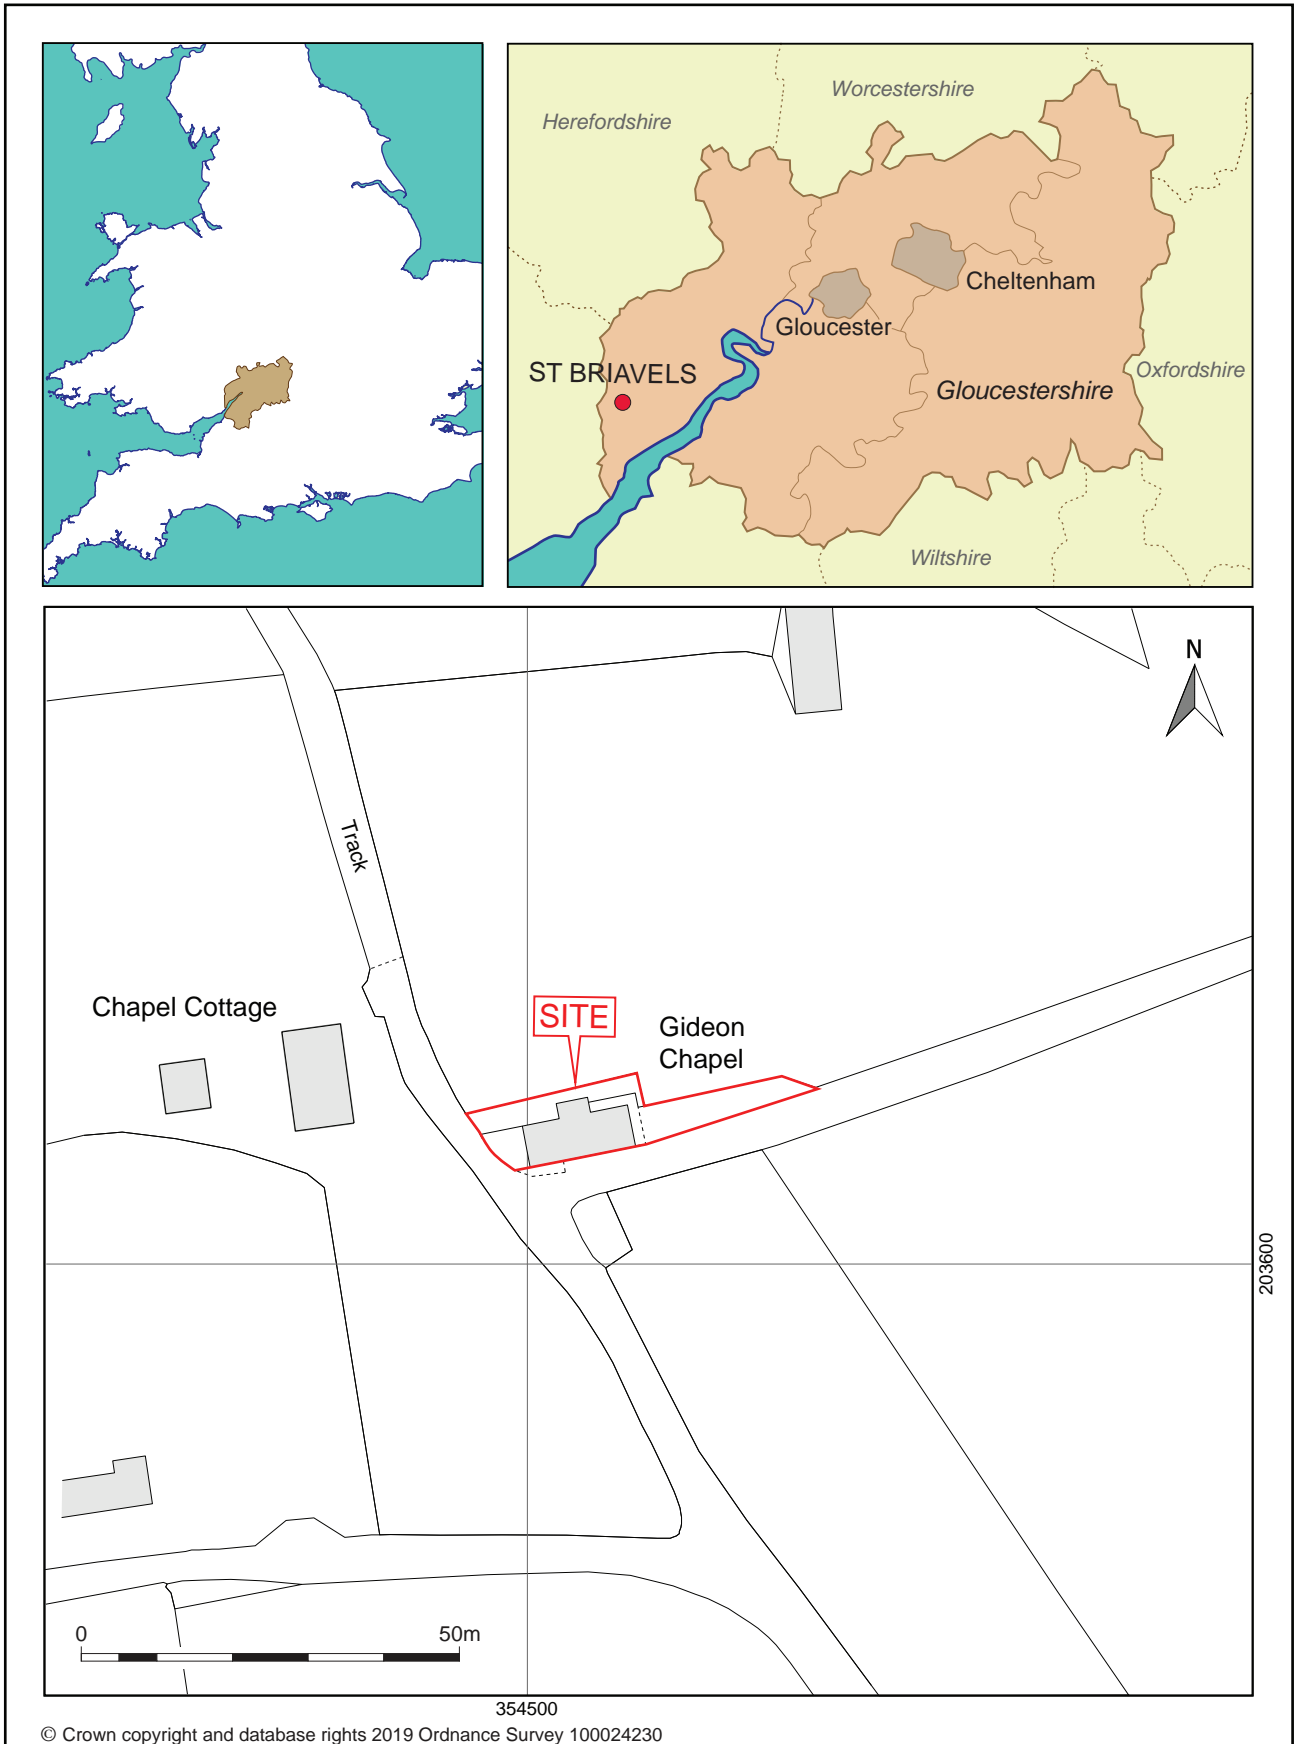 Worcestershire
Herefordshire
Cheltenham
Gloucester
ST BRIAVELS
Oxfordshire
Gloucestershire
Wiltshire
N
Track
Chapel Cottage
SITE
Gideon
Chapel
203600
0
50m
354500
© Crown copyright and database rights 2019 Ordnance Survey 100024230